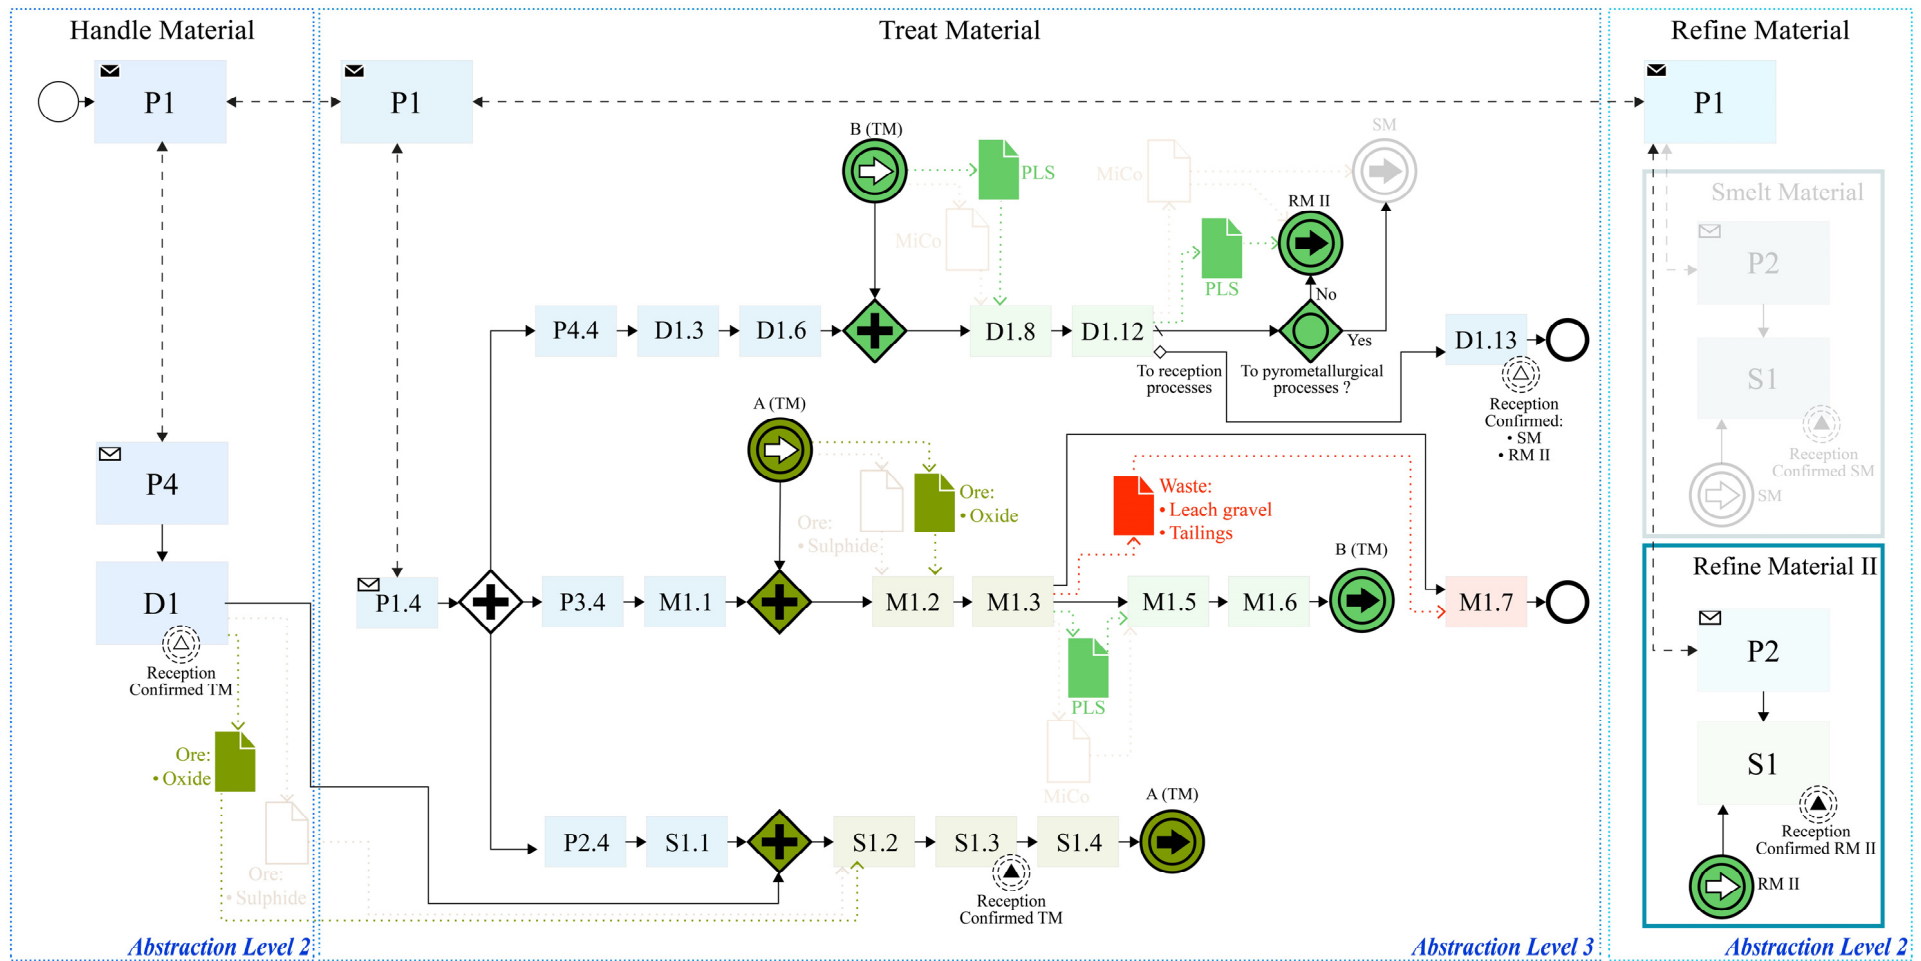 Handle Material
Treat Material
Refine Material
P1
P1
P1
B (TM)
SM
PLS
MiCo
MiCo
RM II
PLS
Smelt Material
P2
S1
Reception
Confirmed SM
SM
P4.4
D1.3
D1.6
D1.8
D1.12
No
Yes
To reception
processes
To pyrometallurgical
processes ?
D1.13
Reception
Confirmed:
• SM
• RM II
A (TM)
Ore:
• Sulphide
Ore:
• Oxide
Waste:
• Leach gravel
• Tailings
B (TM)
P4
D1
Reception
Confirmed TM
Ore:
• Oxide
Ore:
• Sulphide
P1.4
P3.4
M1.1
M1.2
M1.3
M1.5
M1.6
M1.7
PLS
MiCo
A (TM)
P2.4
S1.1
S1.2
S1.3
S1.4
Reception
Confirmed TM
Refine Material II
P2
S1
Reception
Confirmed RM II
RM II
Abstraction Level 2
Abstraction Level 3
Abstraction Level 2